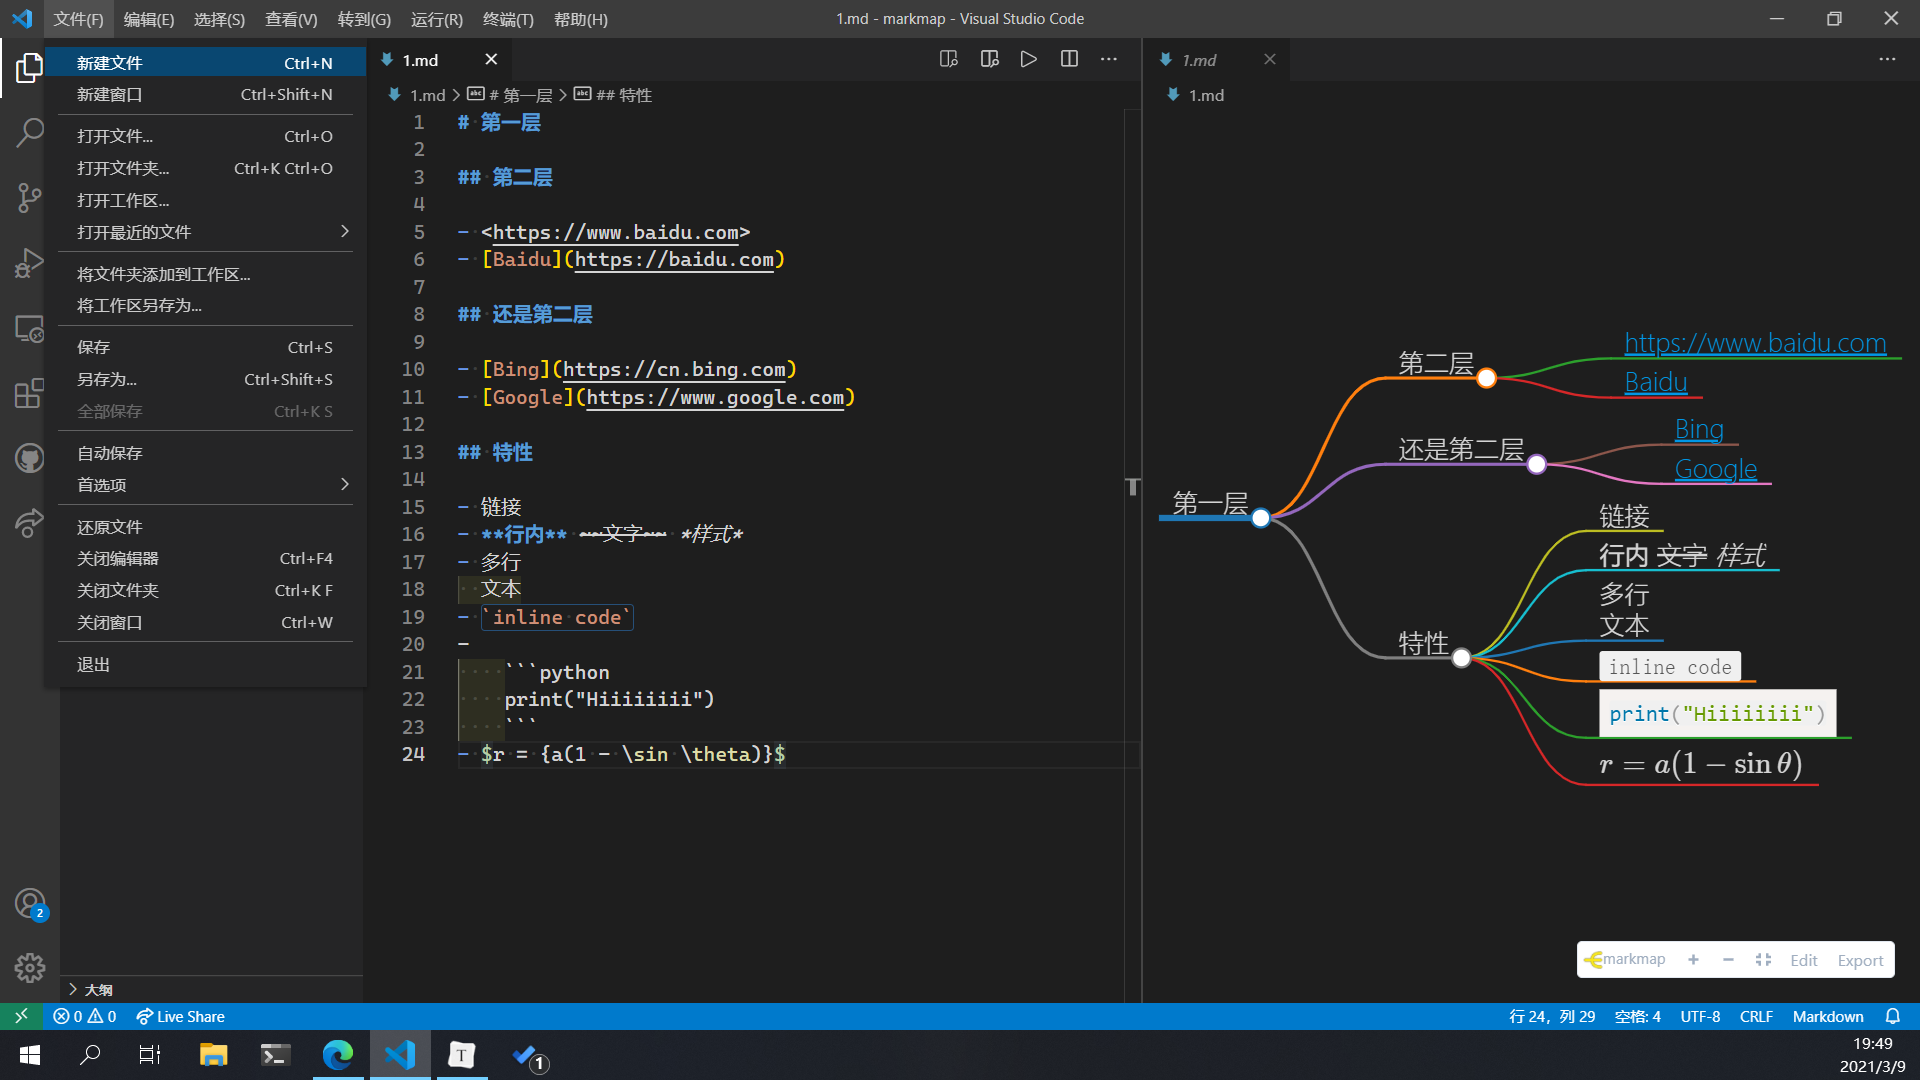 文件(F) 编辑(E) 选择(S) 查看(V) 转到(G) 运行(R) 终端(T) 帮助(H)
1.md - markmap - Visual Studio Code
新建文件 Ctrl+N
新建窗口 Ctrl+Shift+N
打开文件... Ctrl+O
打开文件夹... Ctrl+K Ctrl+O
打开工作区...
打开最近的文件
将文件夹添加到工作区...
将工作区另存为...
保存 Ctrl+S
另存为... Ctrl+Shift+S
全部保存 Ctrl+K S
自动保存
首选项
还原文件
关闭编辑器 Ctrl+F4
关闭文件夹 Ctrl+K F
关闭窗口 Ctrl+W
退出
2
大纲
1.md
1.md > # 第一层 > ## 特性
1 # 第一层
2
3 ## 第二层
4
5 - <https://www.baidu.com>
6 - [Baidu](https://baidu.com)
7
8 ## 还是第二层
9
10 - [Bing](https://cn.bing.com)
11 - [Google](https://www.google.com)
12
13 ## 特性
14
15 - 链接
16 - **行内** ~~文字~~ *样式*
17 - 多行
18 文本
19 - `inline code`
20 -
21 ```python
22 print("Hiiiiiiii")
23 ```
24 - $r = {a(1 - \sin \theta)}$
1.md
1.md
第一层
第二层
https://www.baidu.com
Baidu
还是第二层
Bing
Google
特性
链接
行内 文字 样式
多行
文本
inline code
print("Hiiiiiiii")
r = a(1 − sin θ)
markmap + − Edit Export
0 0 Live Share
行 24，列 29 空格: 4 UTF-8 CRLF Markdown
T
1
19:49
2021/3/9